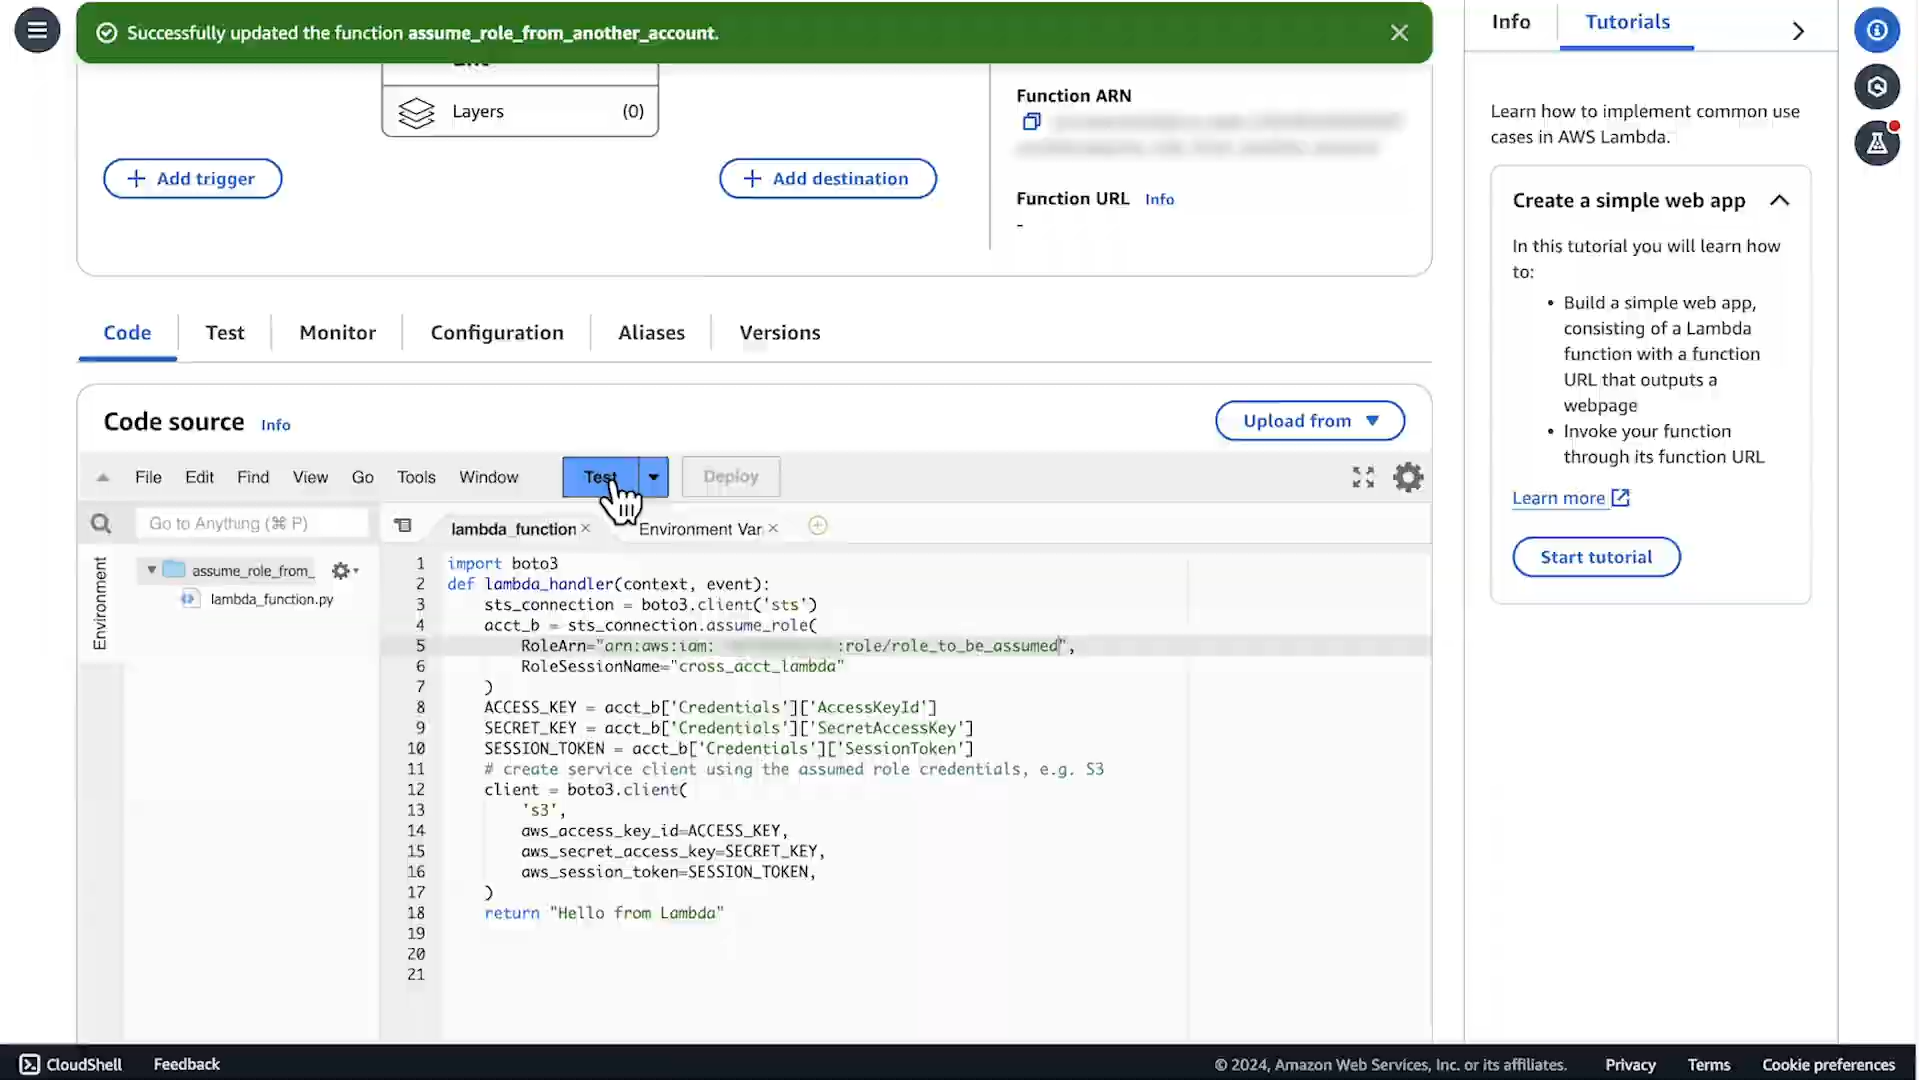 Successfully updated the function assume_role_from_another_account.
Layers (0)
+ Add trigger
+ Add destination
Function ARN
Function URL Info
-
Code
Test
Monitor
Configuration
Aliases
Versions
Code source Info
Upload from
File Edit Find View Go Tools Window
Test
Deploy
Go to Anything (⌘ P)
lambda_function ×
Environment Var ×
Environment
assume_role_from_
lambda_function.py
1 import boto3
2 def lambda_handler(context, event):
3 sts_connection = boto3.client('sts')
4 acct_b = sts_connection.assume_role(
5 RoleArn="arn:aws:iam: :role/role_to_be_assumed",
6 RoleSessionName="cross_acct_lambda"
7 )
8 ACCESS_KEY = acct_b['Credentials']['AccessKeyId']
9 SECRET_KEY = acct_b['Credentials']['SecretAccessKey']
10 SESSION_TOKEN = acct_b['Credentials']['SessionToken']
11 # create service client using the assumed role credentials, e.g. S3
12 client = boto3.client(
13 's3',
14 aws_access_key_id=ACCESS_KEY,
15 aws_secret_access_key=SECRET_KEY,
16 aws_session_token=SESSION_TOKEN,
17 )
18 return "Hello from Lambda"
19
20
21
Info
Tutorials
Learn how to implement common use
cases in AWS Lambda.
Create a simple web app
In this tutorial you will learn how
to:
• Build a simple web app,
consisting of a Lambda
function with a function
URL that outputs a
webpage
• Invoke your function
through its function URL
Learn more
Start tutorial
CloudShell
Feedback
© 2024, Amazon Web Services, Inc. or its affiliates.
Privacy
Terms
Cookie preferences